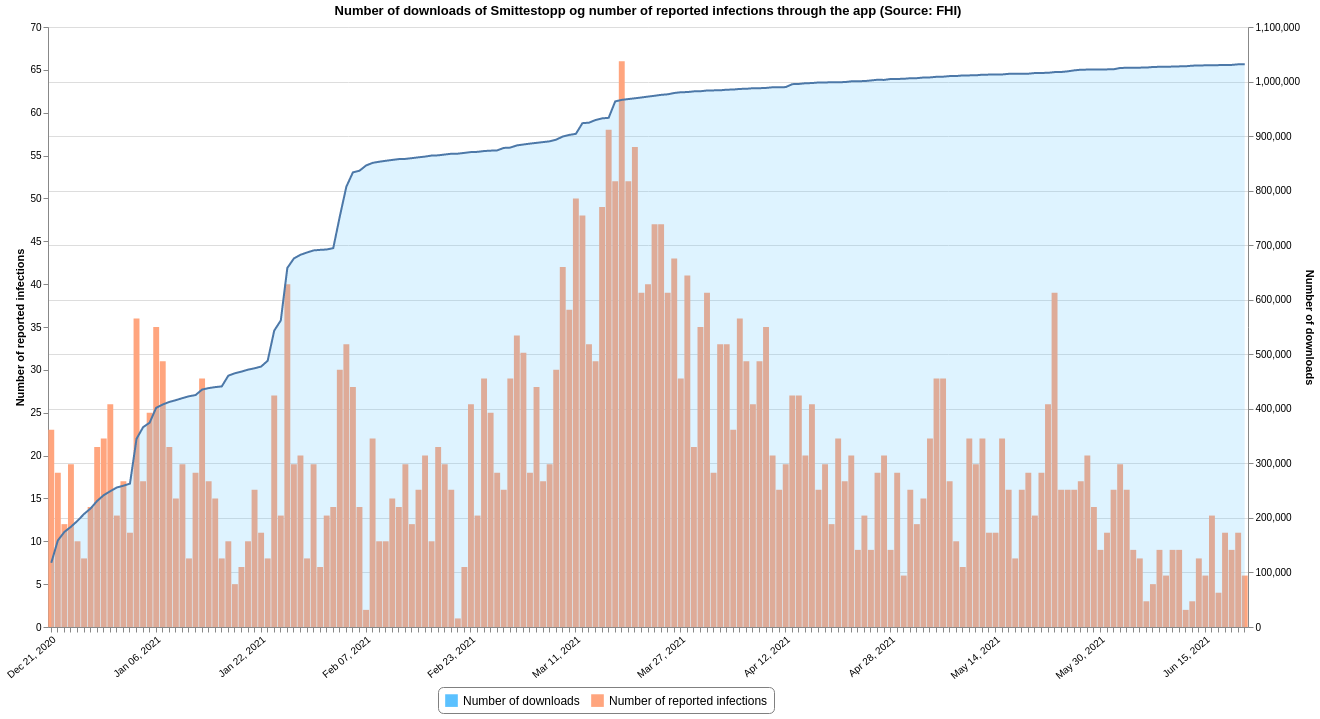 Number of downloads of Smittestopp og number of reported infections through the app (Source: FHI)
Number of reported infections
70
65
60
55
50
45
40
35
30
25
20
15
10
5
0
1,100,000
1,000,000
900,000
800,000
700,000
600,000
500,000
400,000
300,000
200,000
100,000
0
Number of downloads
Dec 21, 2020
Jan 06, 2021
Jan 22, 2021
Feb 07, 2021
Feb 23, 2021
Mar 11, 2021
Mar 27, 2021
Apr 12, 2021
Apr 28, 2021
May 14, 2021
May 30, 2021
Jun 15, 2021
Number of downloads
Number of reported infections